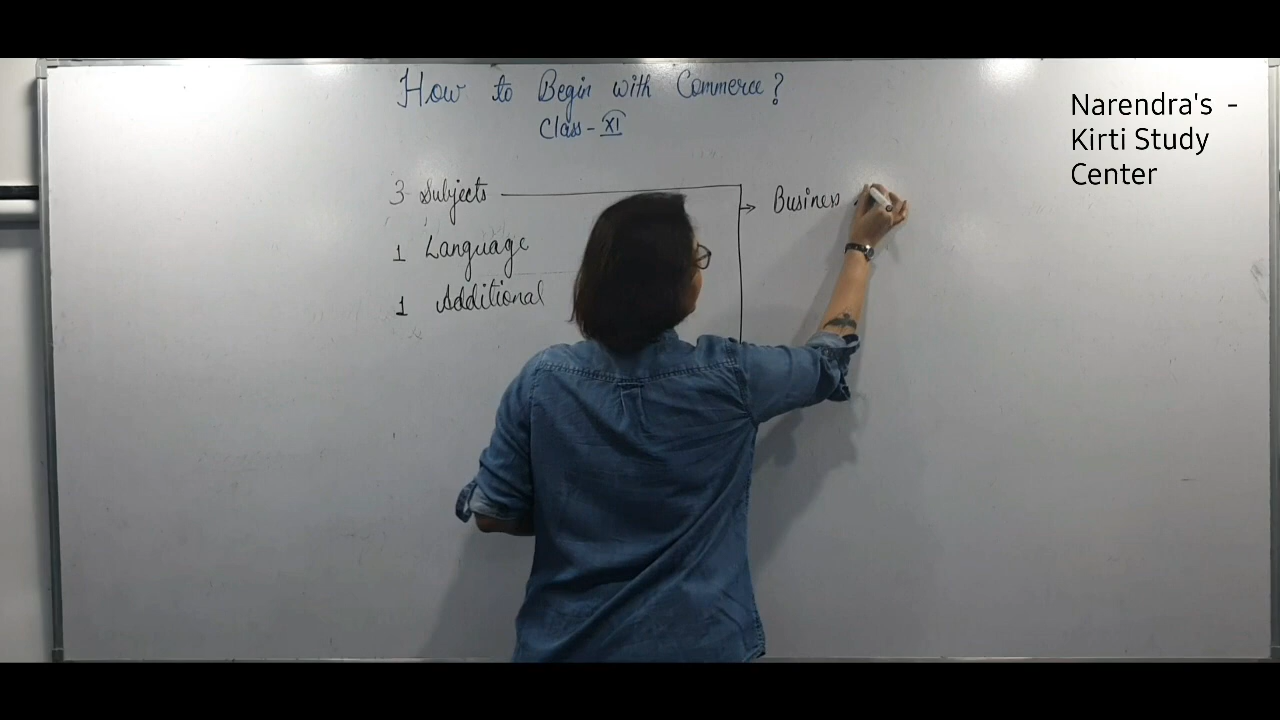 How to Begin with Commerce?
Class - XI
3 Subjects
Business
1 Language
1 Additional
Narendra's -
Kirti Study
Center